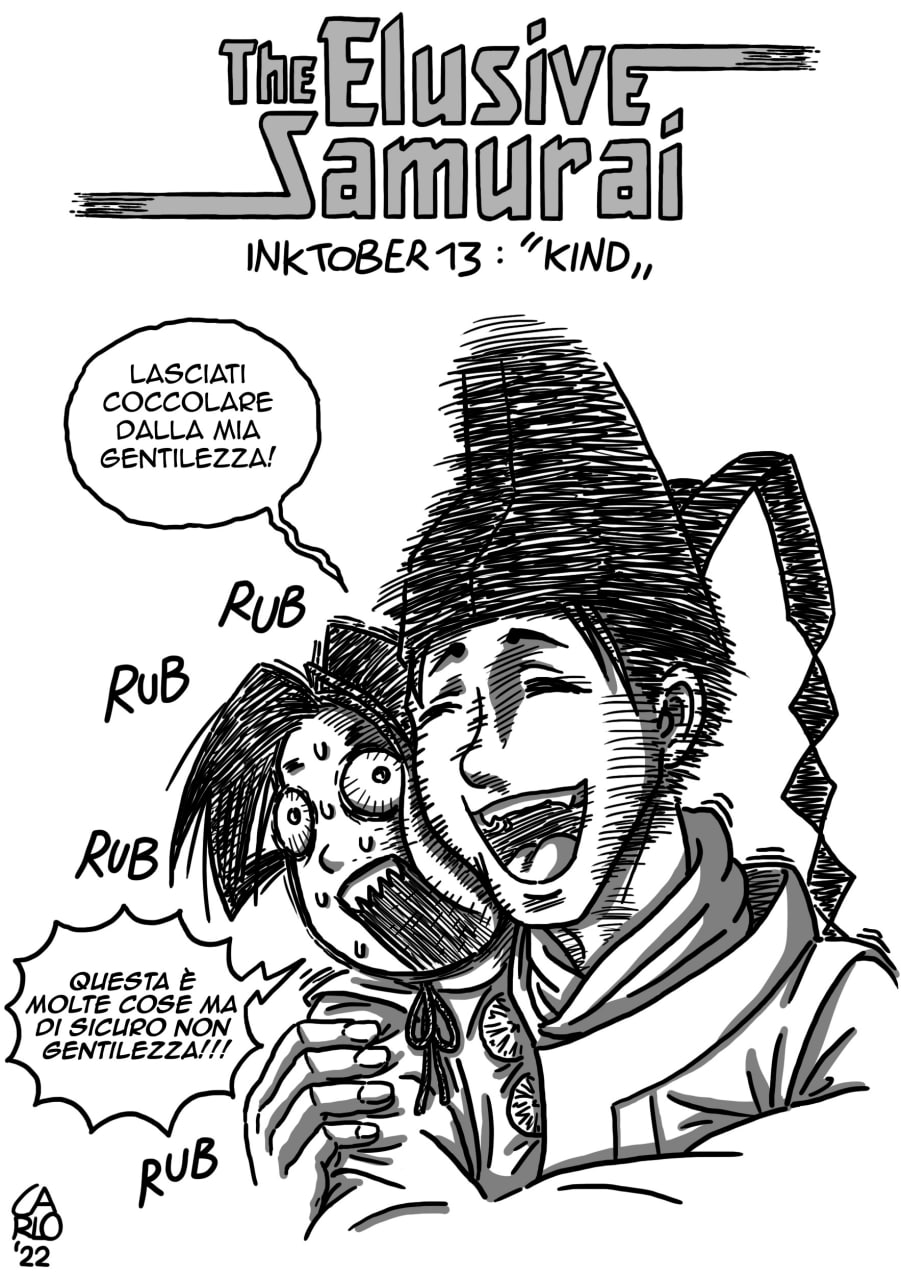 The Elusive
Samurai
INKTOBER 13 : "KIND„
LASCIATI
COCCOLARE
DALLA MIA
GENTILEZZA!
RUB
RUB
RUB
QUESTA È
MOLTE COSE MA
DI SICURO NON
GENTILEZZA!!!
RUB
CA
RLO
'22